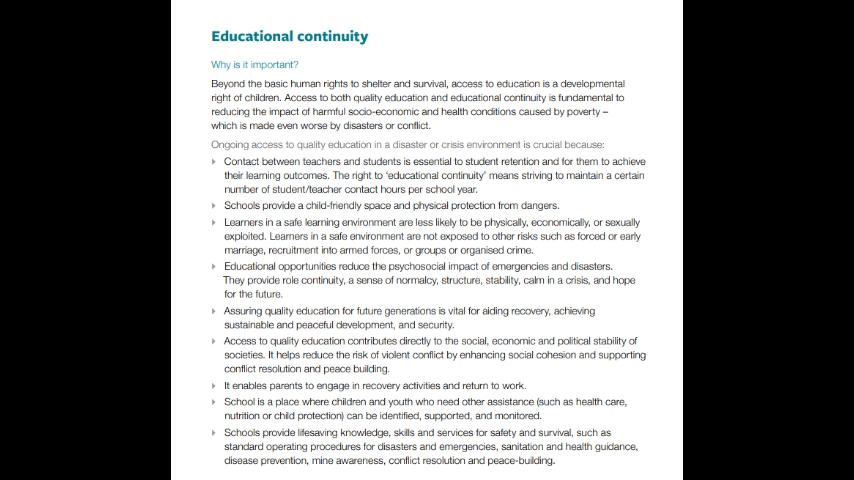 Educational continuity
Why is it important?
Beyond the basic human rights to shelter and survival, access to education is a developmental
right of children. Access to both quality education and educational continuity is fundamental to
reducing the impact of harmful socio-economic and health conditions caused by poverty –
which is made even worse by disasters or conflict.
Ongoing access to quality education in a disaster or crisis environment is crucial because:
Contact between teachers and students is essential to student retention and for them to achieve
their learning outcomes. The right to ‘educational continuity’ means striving to maintain a certain
number of student/teacher contact hours per school year.
Schools provide a child-friendly space and physical protection from dangers.
Learners in a safe learning environment are less likely to be physically, economically, or sexually
exploited. Learners in a safe environment are not exposed to other risks such as forced or early
marriage, recruitment into armed forces, or groups or organised crime.
Educational opportunities reduce the psychosocial impact of emergencies and disasters.
They provide role continuity, a sense of normalcy, structure, stability, calm in a crisis, and hope
for the future.
Assuring quality education for future generations is vital for aiding recovery, achieving
sustainable and peaceful development, and security.
Access to quality education contributes directly to the social, economic and political stability of
societies. It helps reduce the risk of violent conflict by enhancing social cohesion and supporting
conflict resolution and peace building.
It enables parents to engage in recovery activities and return to work.
School is a place where children and youth who need other assistance (such as health care,
nutrition or child protection) can be identified, supported, and monitored.
Schools provide lifesaving knowledge, skills and services for safety and survival, such as
standard operating procedures for disasters and emergencies, sanitation and health guidance,
disease prevention, mine awareness, conflict resolution and peace-building.